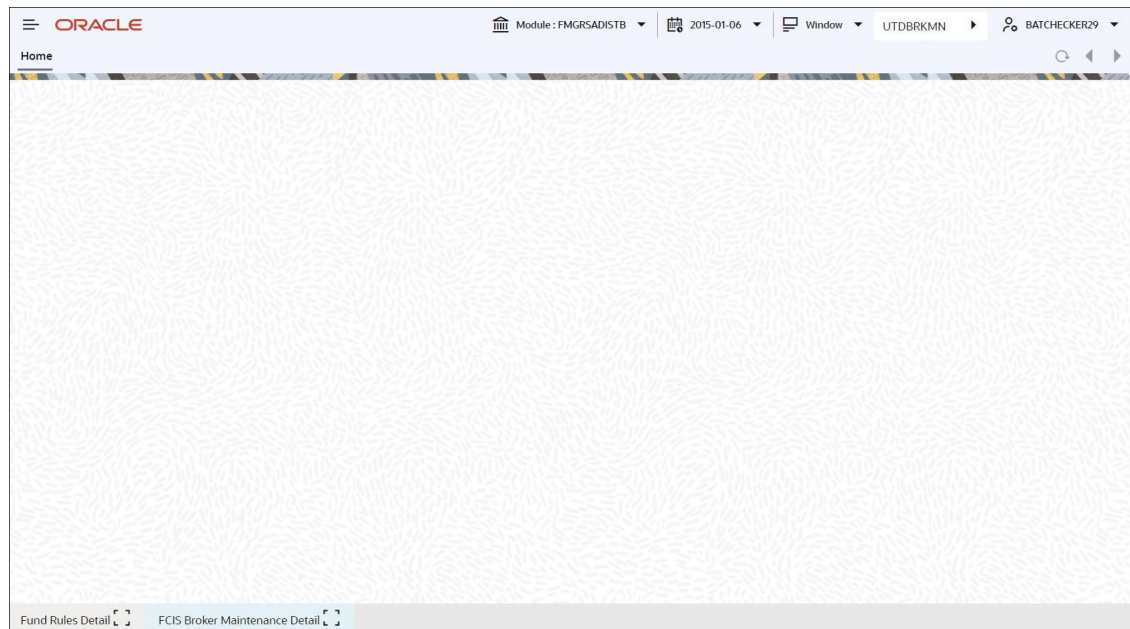 ORACLE Module : FMGRSADISTB 2015-01-06 Window UTDBRKMN BATCHECKER29
Home
Fund Rules Detail FCIS Broker Maintenance Detail